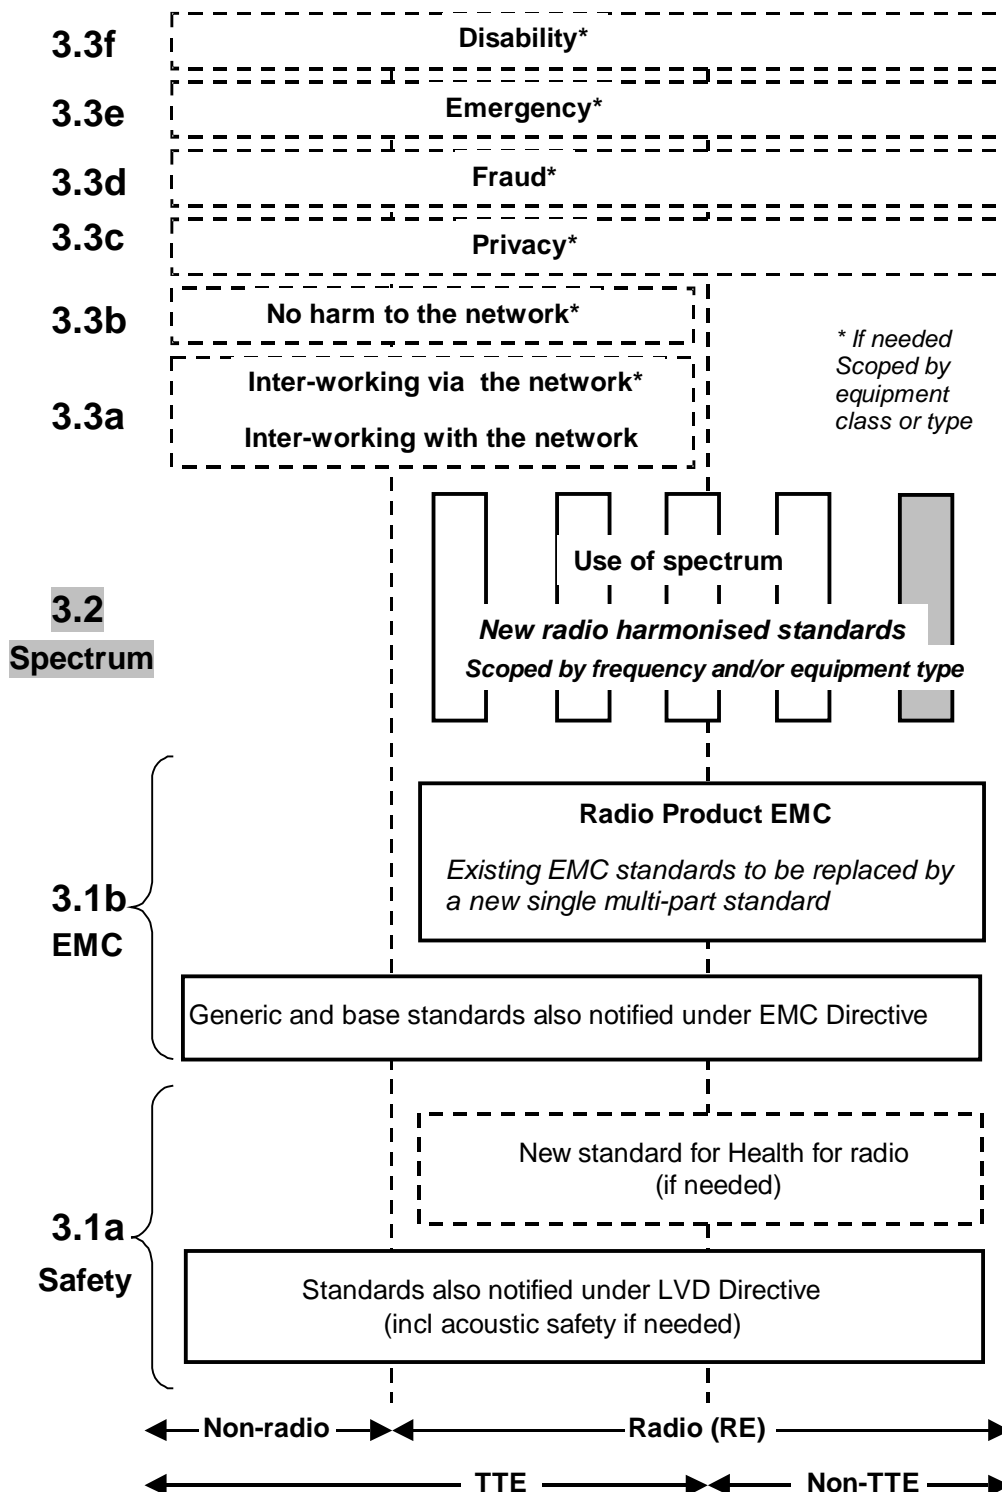 3.3f
Disability*
3.3e
Emergency*
3.3d
Fraud*
3.3c
Privacy*
3.3b
No harm to the network*
3.3a
Inter-working via the network*
Inter-working with the network
* If needed
Scoped by
equipment
class or type
3.2
Spectrum
Use of spectrum
New radio harmonised standards
Scoped by frequency and/or equipment type
3.1b
EMC
Radio Product EMC
Existing EMC standards to be replaced by
a new single multi-part standard
Generic and base standards also notified under EMC Directive
3.1a
Safety
New standard for Health for radio
(if needed)
Standards also notified under LVD Directive
(incl acoustic safety if needed)
Non-radio
Radio (RE)
TTE
Non-TTE